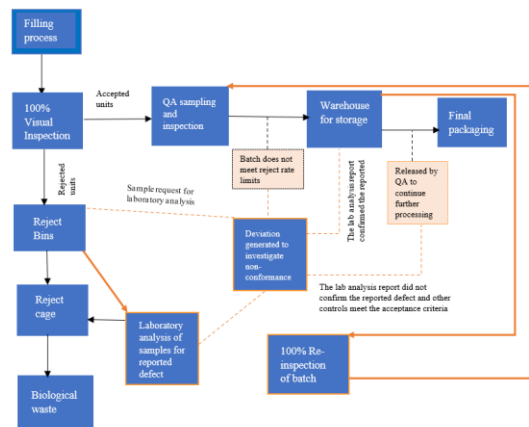 Filling
process
Accepted
units
100%
Visual
Inspection
QA sampling
and
inspection
Warehouse
for storage
Final
packaging
Rejected
units
Sample request for
laboratory analysis
Batch does not
meet reject rate
limits
The lab analysis report
confirmed the reported
Released by
QA to
continue
further
processing
Reject
Bins
Deviation
generated to
investigate
non-
conformance
The lab analysis report did not
confirm the reported defect and other
controls meet the acceptance criteria
Reject
cage
Laboratory
analysis of
samples for
reported
defect
100% Re-
inspection
of batch
Biological
waste